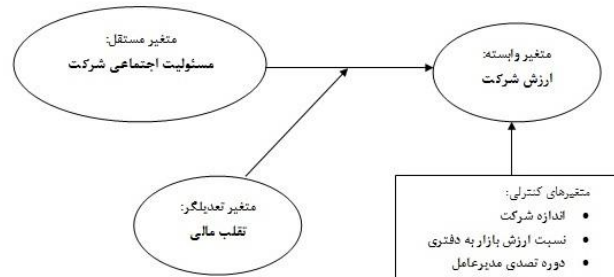 متغیر مستقل:
مسئولیت اجتماعی شرکت
متغیر وابسته:
ارزش شرکت
متغیر تعدیلگر:
تقلب مالی
متغیرهای کنترلی:
• اندازه شرکت
• نسبت ارزش بازار به دفتری
• دوره تصدی مدیرعامل